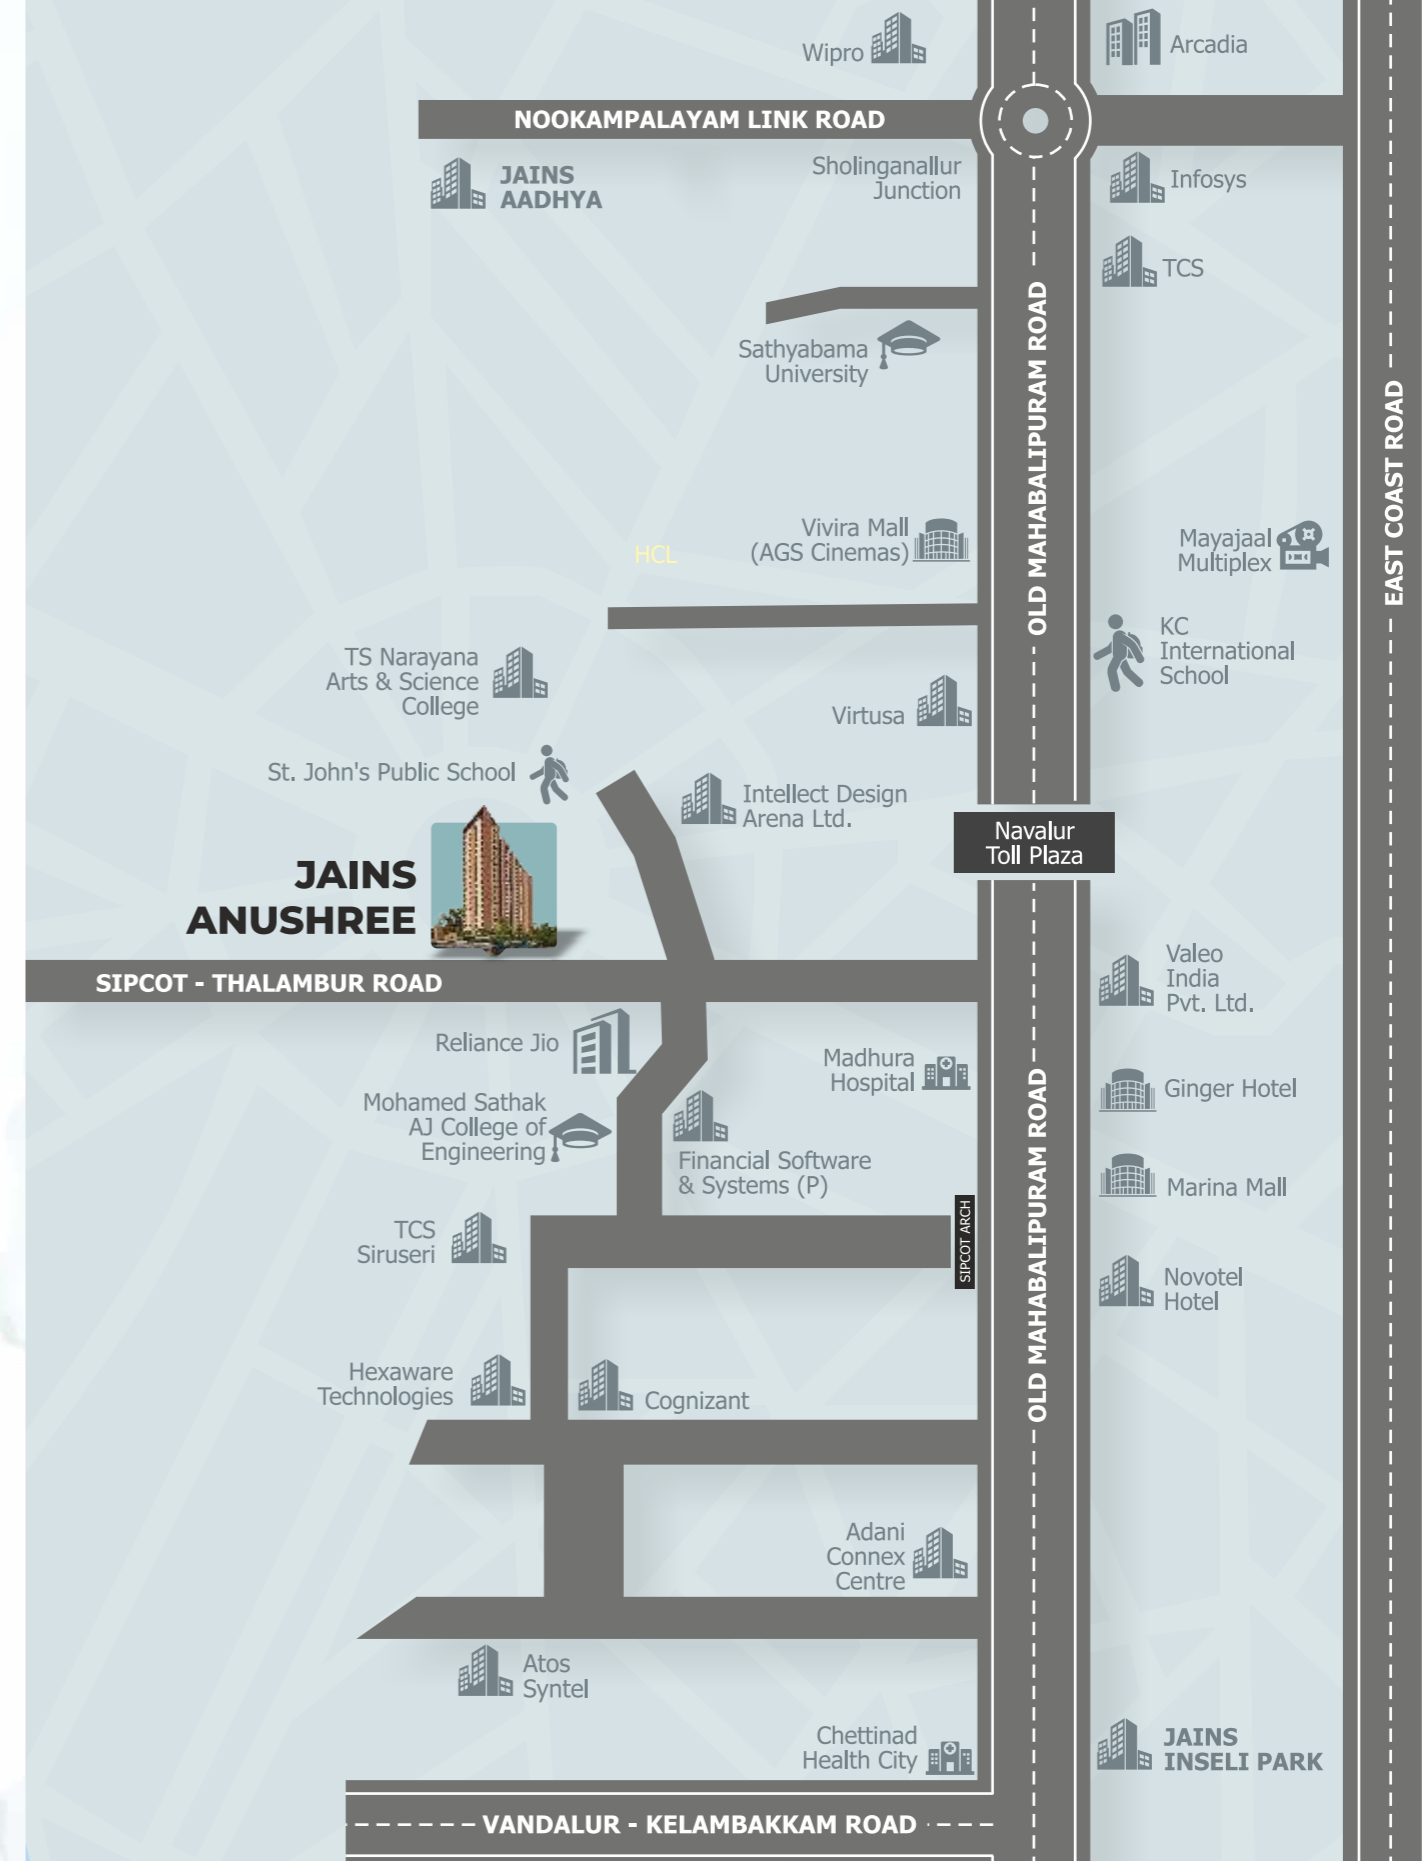 Wipro
Arcadia
NOOKAMPALAYAM LINK ROAD
JAINS
AADHYA
Sholinganallur
Junction
Infosys
TCS
Sathyabama
University
OLD MAHABALIPURAM ROAD
EAST COAST ROAD
Vivira Mall
(AGS Cinemas)
HCL
Mayajaal
Multiplex
KC
International
School
TS Narayana
Arts & Science
College
Virtusa
St. John's Public School
Intellect Design
Arena Ltd.
Navalur
Toll Plaza
JAINS
ANUSHREE
SIPCOT - THALAMBUR ROAD
Valeo
India
Pvt. Ltd.
Reliance Jio
Madhura
Hospital
Ginger Hotel
Mohamed Sathak
AJ College of
Engineering
Financial Software
& Systems (P)
OLD MAHABALIPURAM ROAD
Marina Mall
SIPCOT ARCH
TCS
Siruseri
Novotel
Hotel
Hexaware
Technologies
Cognizant
Adani
Connex
Centre
Atos
Syntel
Chettinad
Health City
JAINS
INSELI PARK
VANDALUR - KELAMBAKKAM ROAD